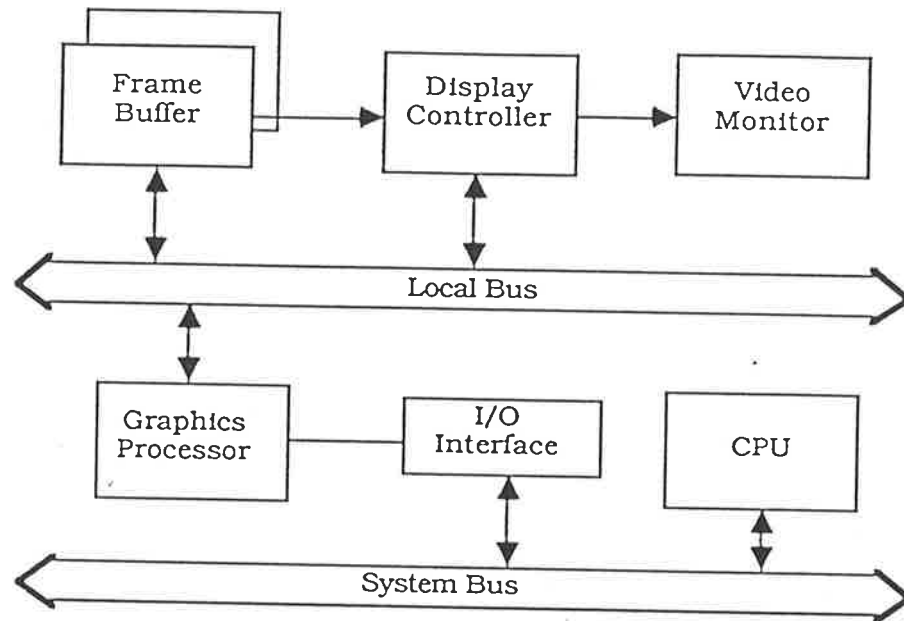 Frame
Buffer
Display
Controller
Video
Monitor
Local Bus
Graphics
Processor
I/O
Interface
CPU
System Bus